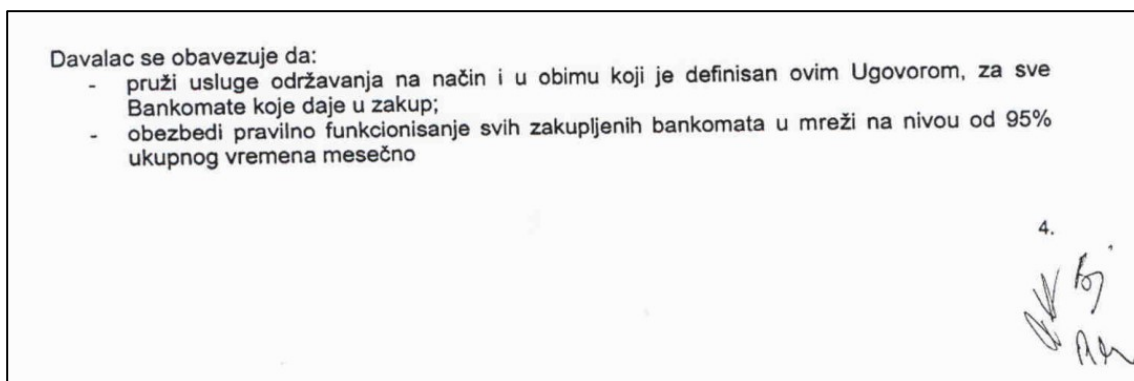 Davalac se obavezuje da:
- pruži usluge održavanja na način i u obimu koji je definisan ovim Ugovorom, za sve
Bankomate koje daje u zakup;
- obezbedi pravilno funkcionisanje svih zakupljenih bankomata u mreži na nivou od 95%
ukupnog vremena mesečno
4.